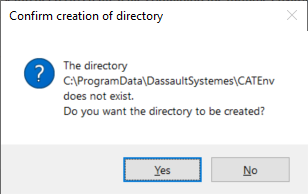 Confirm creation of directory
The directory
C:\ProgramData\DassaultSystemes\CATEnv
does not exist.
Do you want the directory to be created?
Yes
No